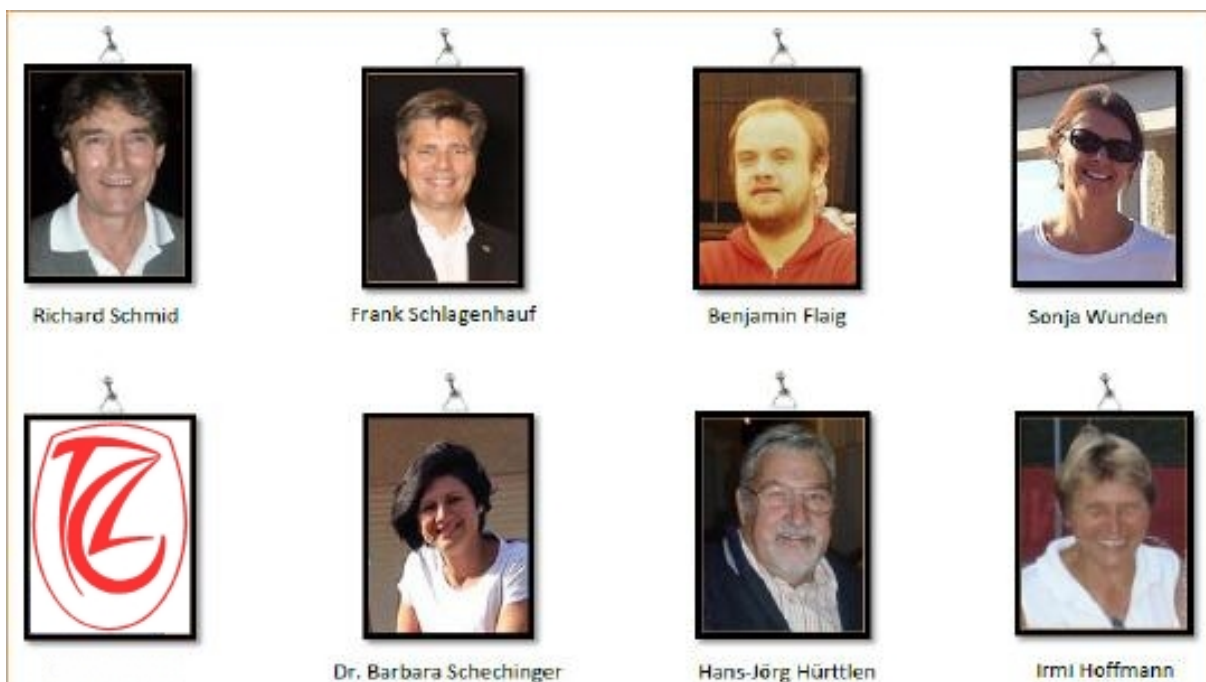 Richard Schmid
Frank Schlagenhauf
Benjamin Flaig
Sonja Wunden
Dr. Barbara Schechinger
Hans-Jörg Hürttlen
Irmi Hoffmann